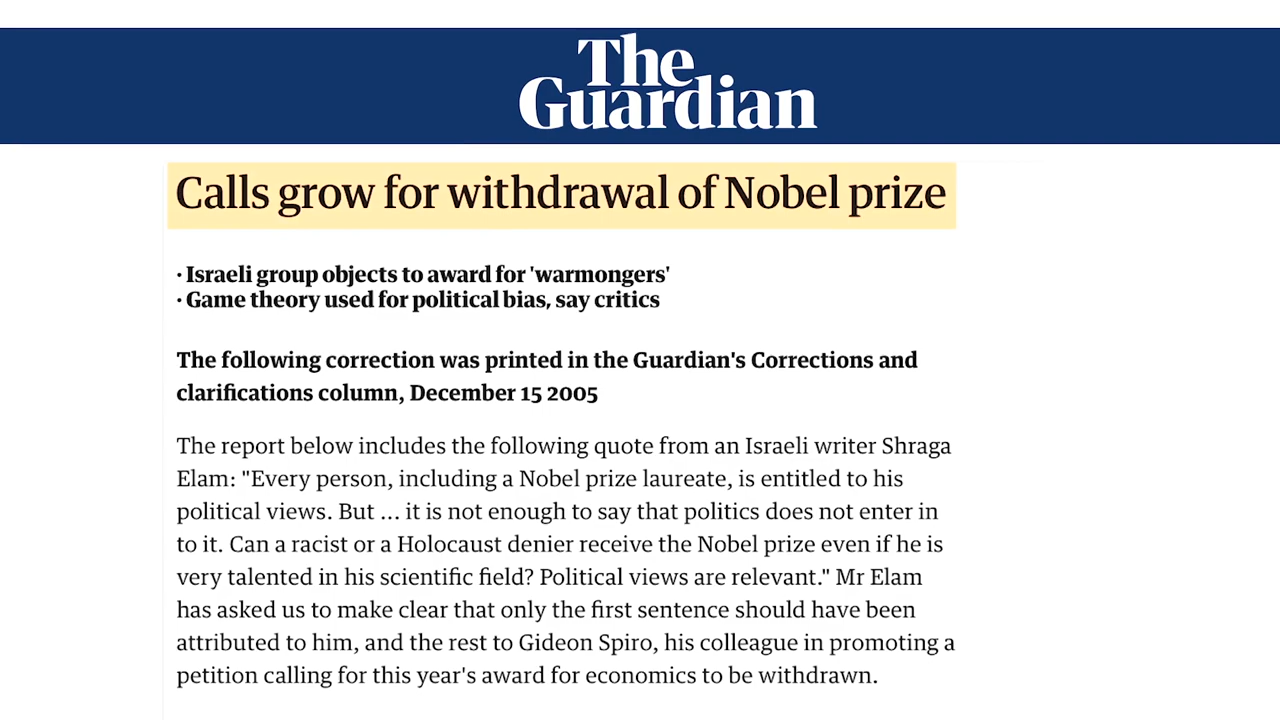 The
Guardian
Calls grow for withdrawal of Nobel prize
· Israeli group objects to award for 'warmongers'
· Game theory used for political bias, say critics
The following correction was printed in the Guardian's Corrections and
clarifications column, December 15 2005
The report below includes the following quote from an Israeli writer Shraga
Elam: "Every person, including a Nobel prize laureate, is entitled to his
political views. But ... it is not enough to say that politics does not enter in
to it. Can a racist or a Holocaust denier receive the Nobel prize even if he is
very talented in his scientific field? Political views are relevant." Mr Elam
has asked us to make clear that only the first sentence should have been
attributed to him, and the rest to Gideon Spiro, his colleague in promoting a
petition calling for this year's award for economics to be withdrawn.